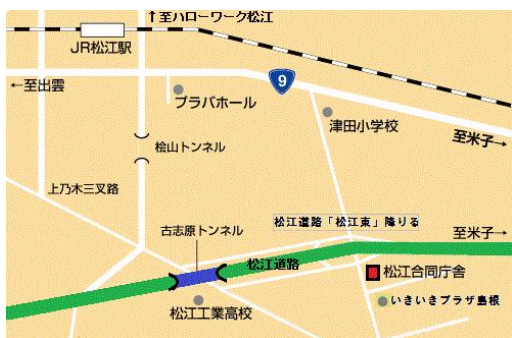 ↑至ハローワーク松江
JR松江駅
←至出雲
9
プラバホール
津田小学校
至米子→
桧山トンネル
上乃木三叉路
松江道路「松江東」降りる
古志原トンネル
至米子→
松江道路
松江合同庁舎
いきいきプラザ島根
松江工業高校